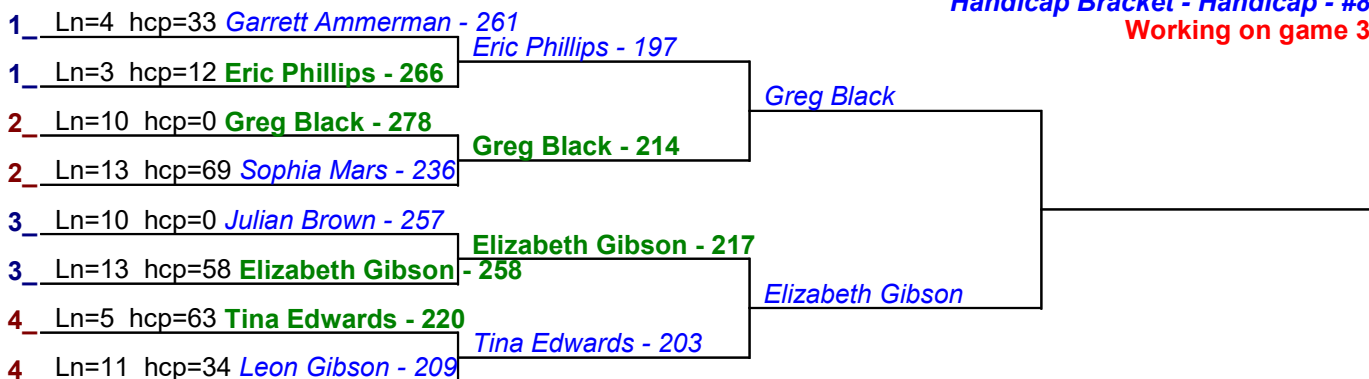 Handicap Bracket - Handicap - #8
Working on game 3
1_ Ln=4 hcp=33 Garrett Ammerman - 261
Eric Phillips - 197
1_ Ln=3 hcp=12 Eric Phillips - 266
Greg Black
2_ Ln=10 hcp=0 Greg Black - 278
Greg Black - 214
2_ Ln=13 hcp=69 Sophia Mars - 236
3_ Ln=10 hcp=0 Julian Brown - 257
Elizabeth Gibson - 217
3_ Ln=13 hcp=58 Elizabeth Gibson - 258
Elizabeth Gibson
4_ Ln=5 hcp=63 Tina Edwards - 220
Tina Edwards - 203
4 Ln=11 hcp=34 Leon Gibson - 209